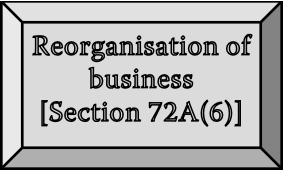 Reorganisation of
business
[Section 72A(6)]